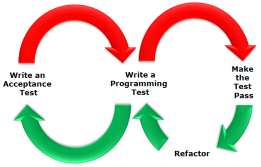 Write an
Acceptance
Test
Write a
Programming
Test
Make
the
Test
Pass
Refactor